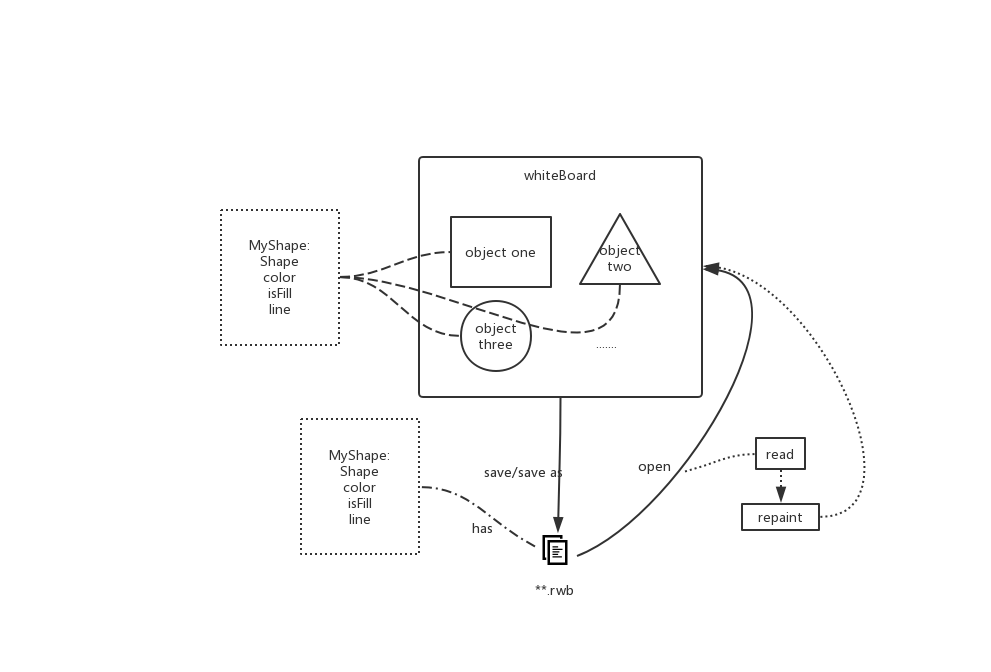 whiteBoard
MyShape:
Shape
color
isFill
line
object one
object
two
object
three
.......
MyShape:
Shape
color
isFill
line
save/save as
open
read
repaint
has
**.rwb